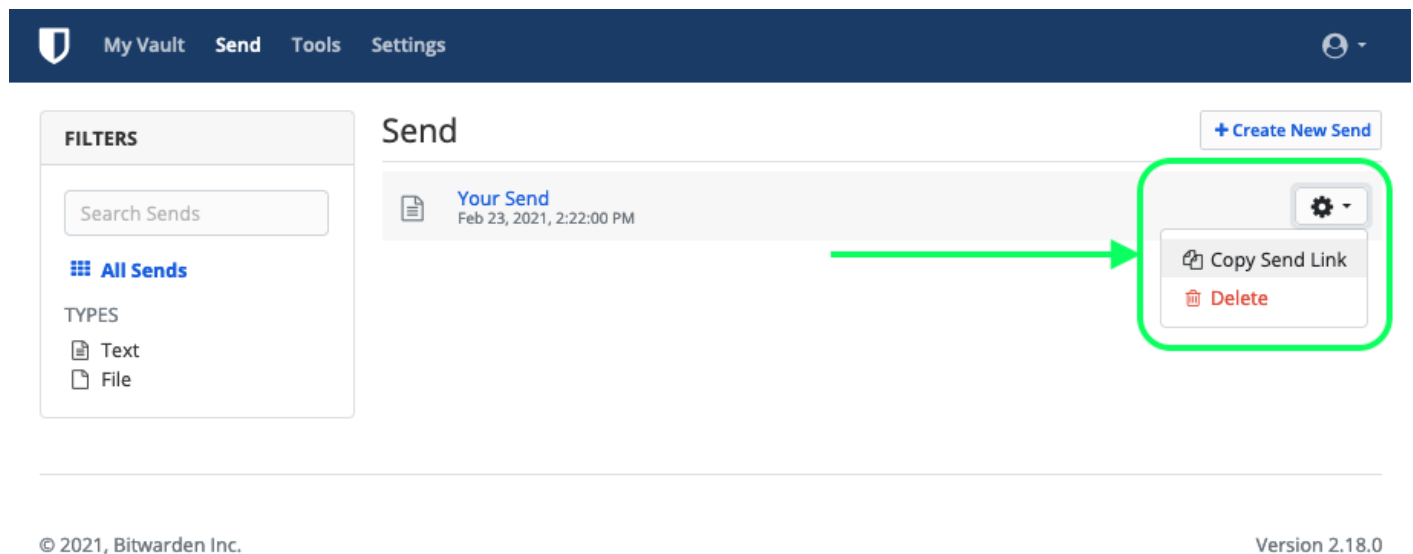 My Vault Send Tools Settings
FILTERS
Search Sends
All Sends
TYPES
Text
File
Send
+ Create New Send
Your Send
Feb 23, 2021, 2:22:00 PM
Copy Send Link
Delete
© 2021, Bitwarden Inc.
Version 2.18.0